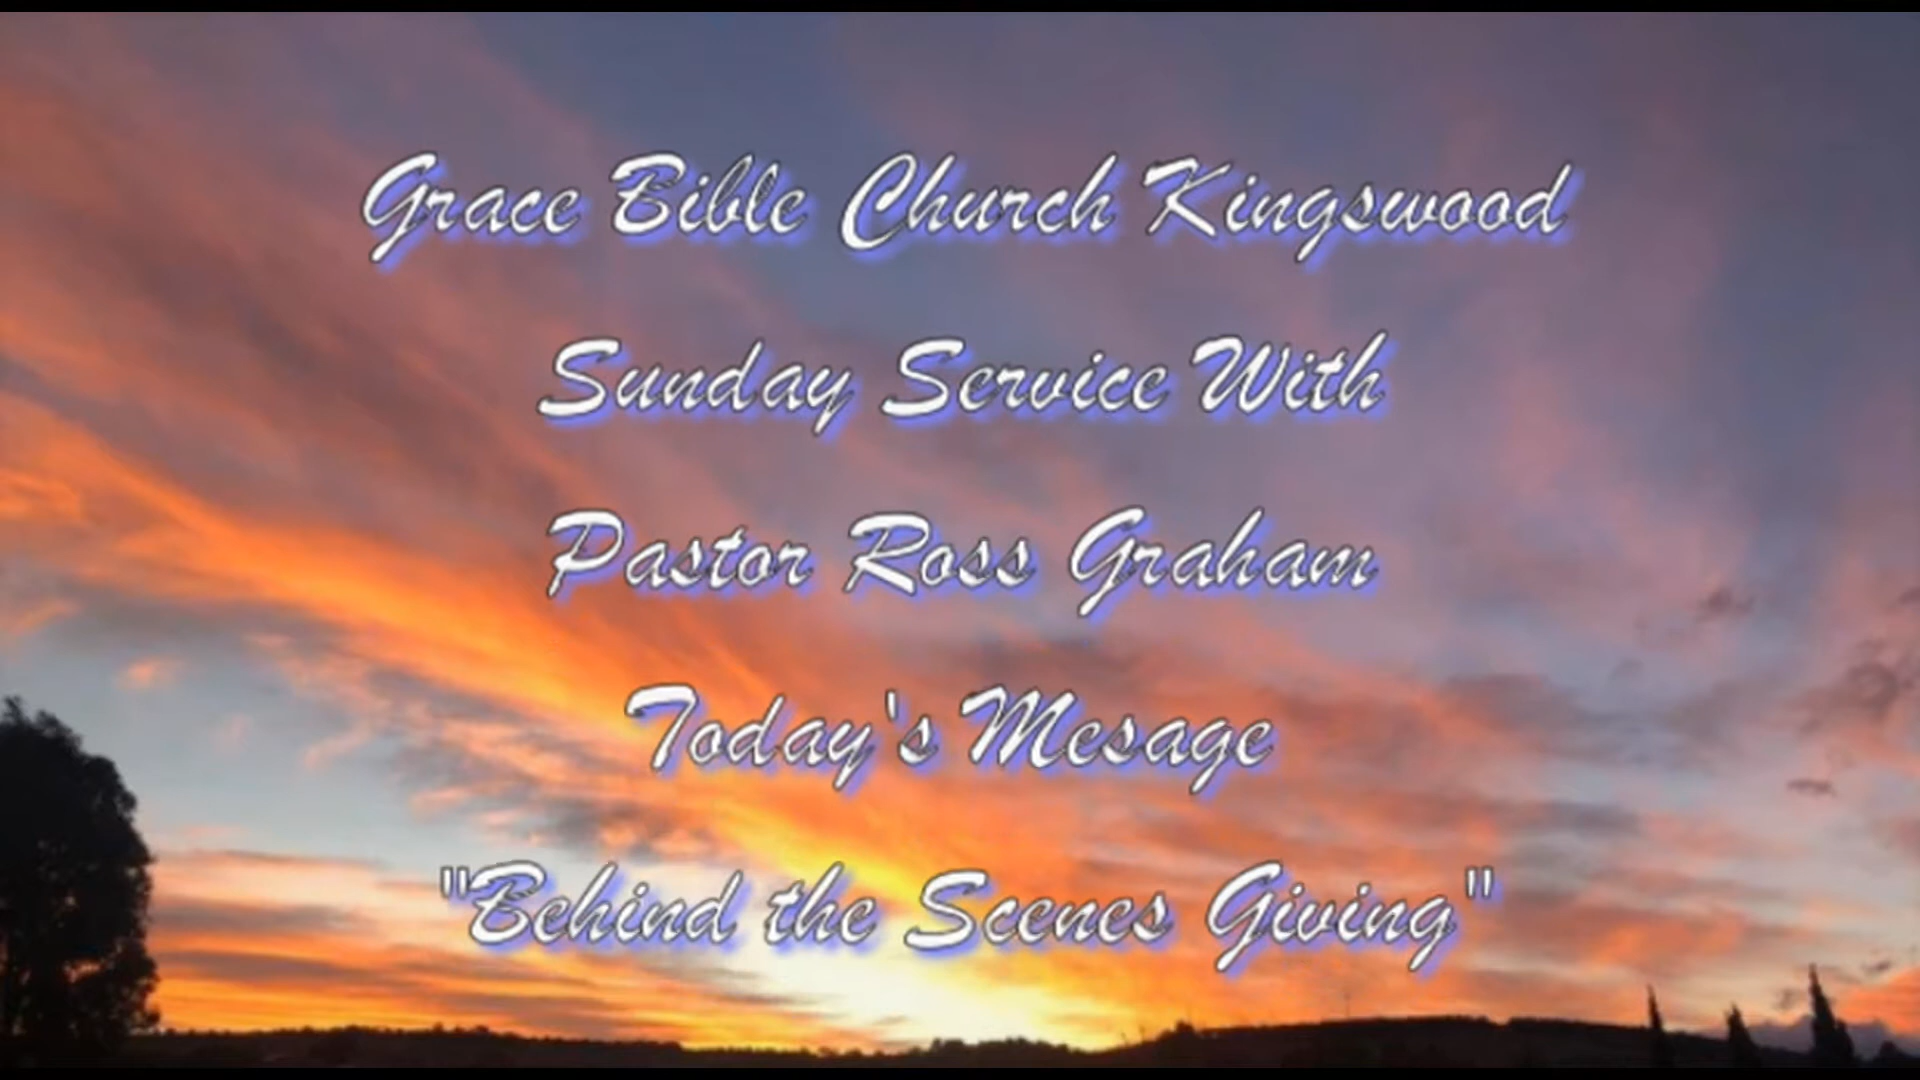 Grace Bible Church Kingswood
Sunday Service With
Pastor Ross Graham
Today's Mesage
"Behind the Scenes Giving"